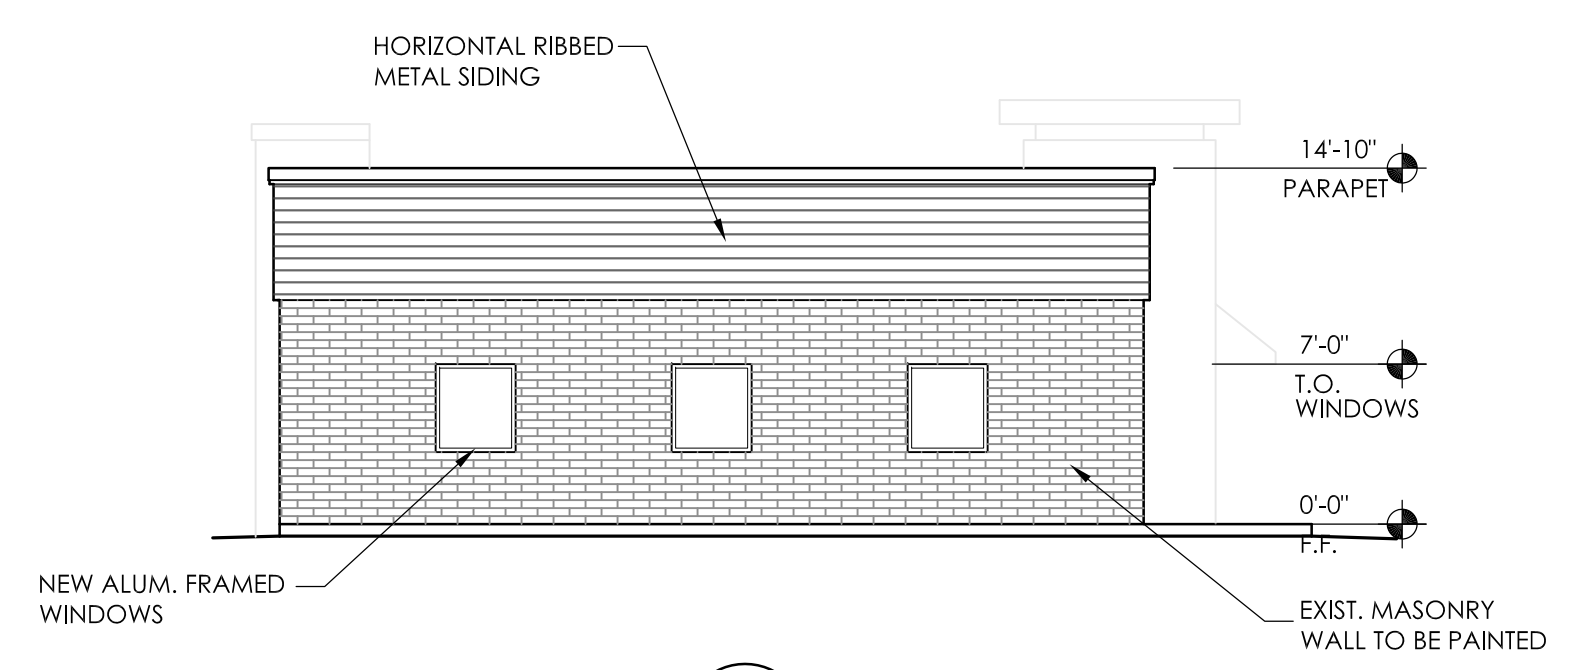 HORIZONTAL RIBBED
METAL SIDING
14'-10"
PARAPET
7'-0"
T.O.
WINDOWS
0'-0"
F.F.
NEW ALUM. FRAMED
WINDOWS
EXIST. MASONRY
WALL TO BE PAINTED